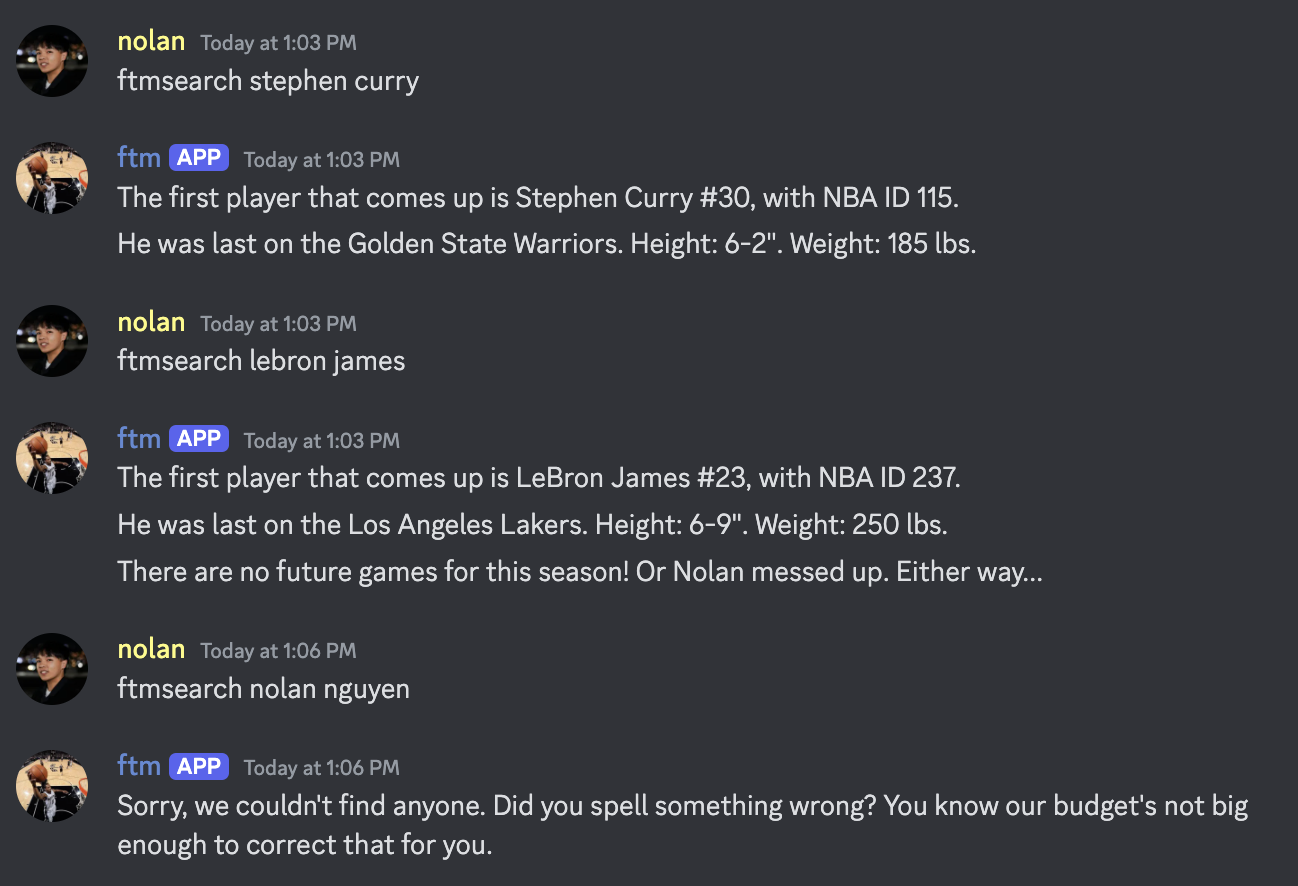 nolan Today at 1:03 PM
ftmsearch stephen curry
ftm APP Today at 1:03 PM
The first player that comes up is Stephen Curry #30, with NBA ID 115.
He was last on the Golden State Warriors. Height: 6-2". Weight: 185 lbs.
nolan Today at 1:03 PM
ftmsearch lebron james
ftm APP Today at 1:03 PM
The first player that comes up is LeBron James #23, with NBA ID 237.
He was last on the Los Angeles Lakers. Height: 6-9". Weight: 250 lbs.
There are no future games for this season! Or Nolan messed up. Either way...
nolan Today at 1:06 PM
ftmsearch nolan nguyen
ftm APP Today at 1:06 PM
Sorry, we couldn't find anyone. Did you spell something wrong? You know our budget's not big
enough to correct that for you.